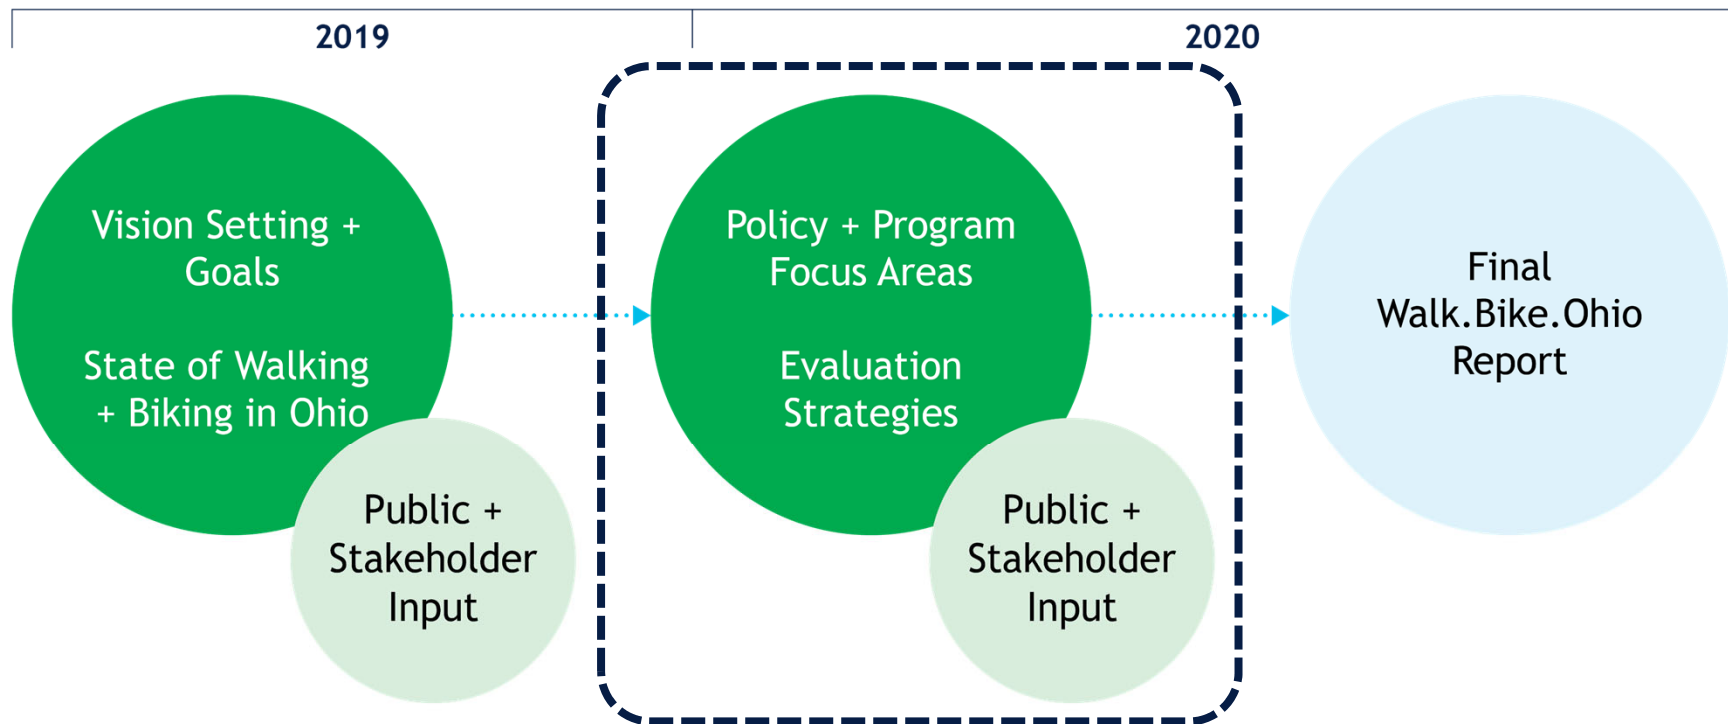 2019
2020
Vision Setting +
Goals
State of Walking
+ Biking in Ohio
Public +
Stakeholder
Input
Policy + Program
Focus Areas
Evaluation
Strategies
Public +
Stakeholder
Input
Final
Walk.Bike.Ohio
Report